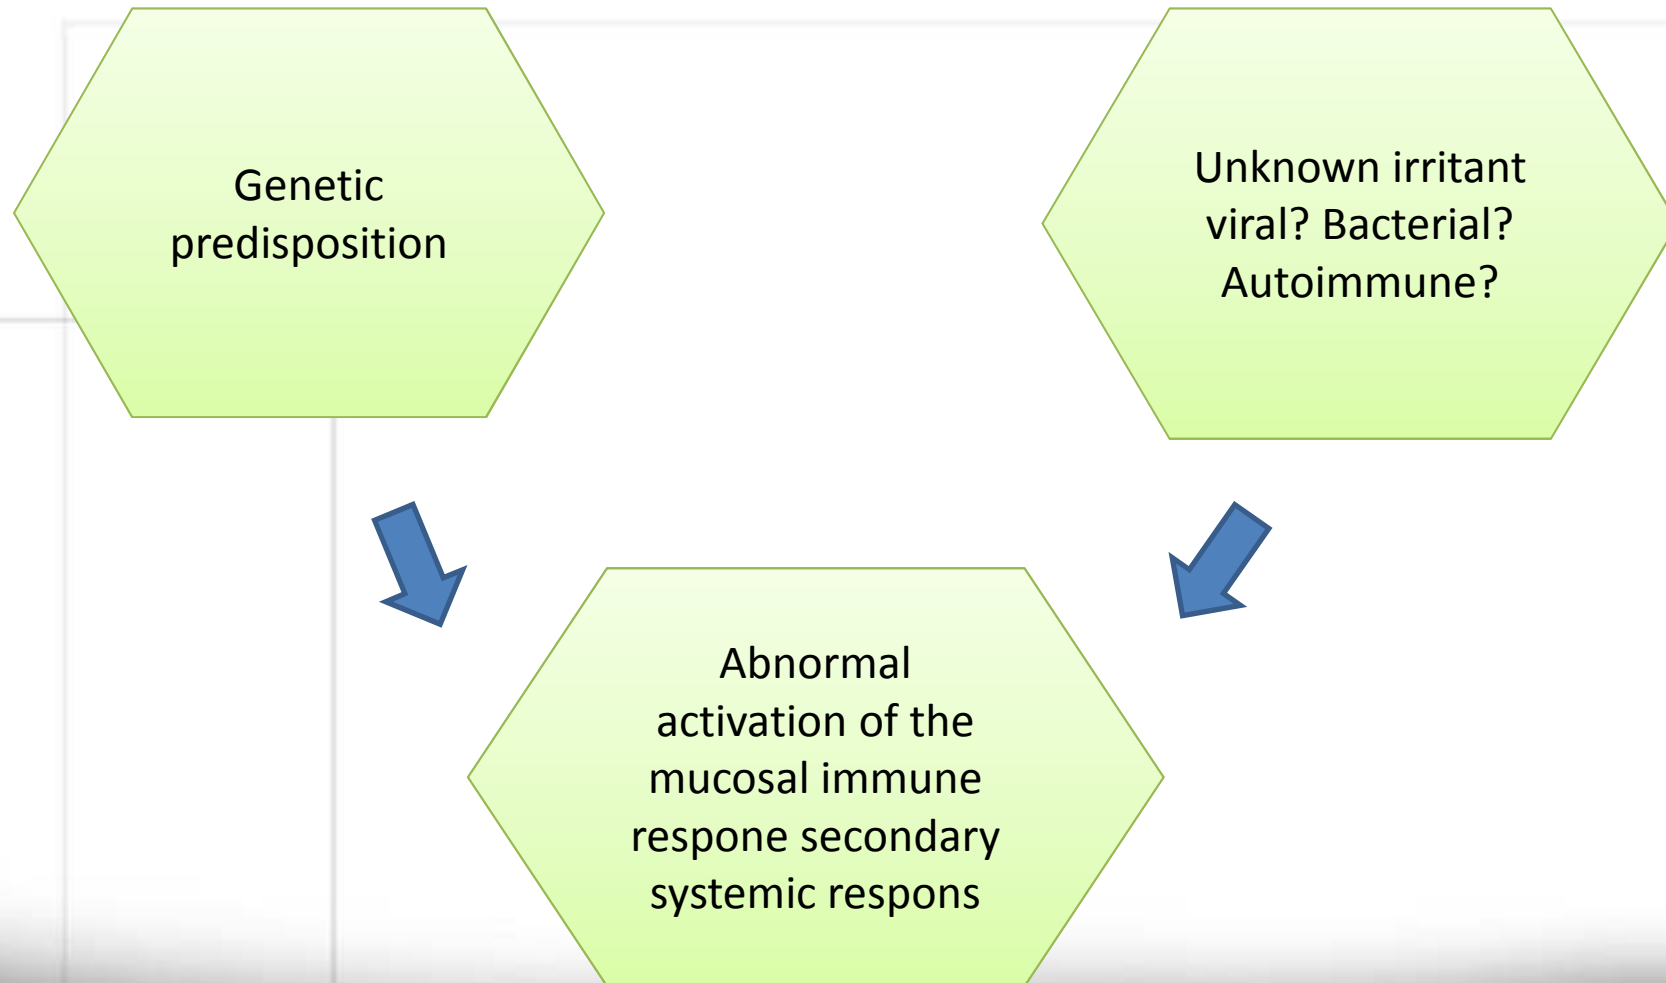 Genetic
predisposition
Unknown irritant
viral? Bacterial?
Autoimmune?
Abnormal
activation of the
mucosal immune
respone secondary
systemic respons